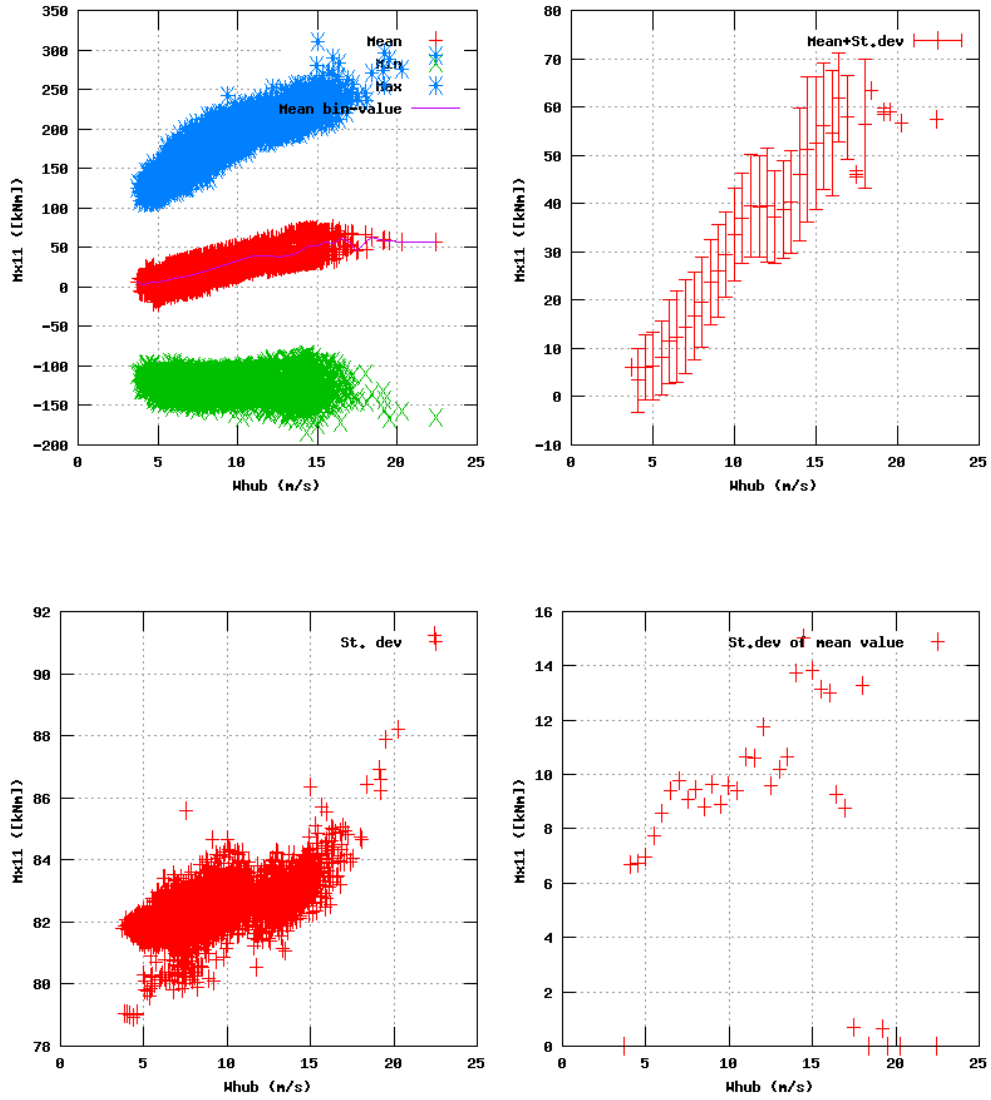 350
300
250
200
150
100
50
0
-50
-100
-150
-200
Mx11 ([kNm])
Mean
Min
Max
Mean bin-value
0 5 10 15 20 25
Whub (m/s)
80
70
60
50
40
30
20
10
0
-10
Mx11 ([kNm])
Mean+St.dev
0 5 10 15 20 25
Whub (m/s)
92
90
88
86
84
82
80
78
Mx11 ([kNm])
St. dev
0 5 10 15 20 25
Whub (m/s)
16
14
12
10
8
6
4
2
0
Mx11 ([kNm])
St.dev of mean value
0 5 10 15 20 25
Whub (m/s)